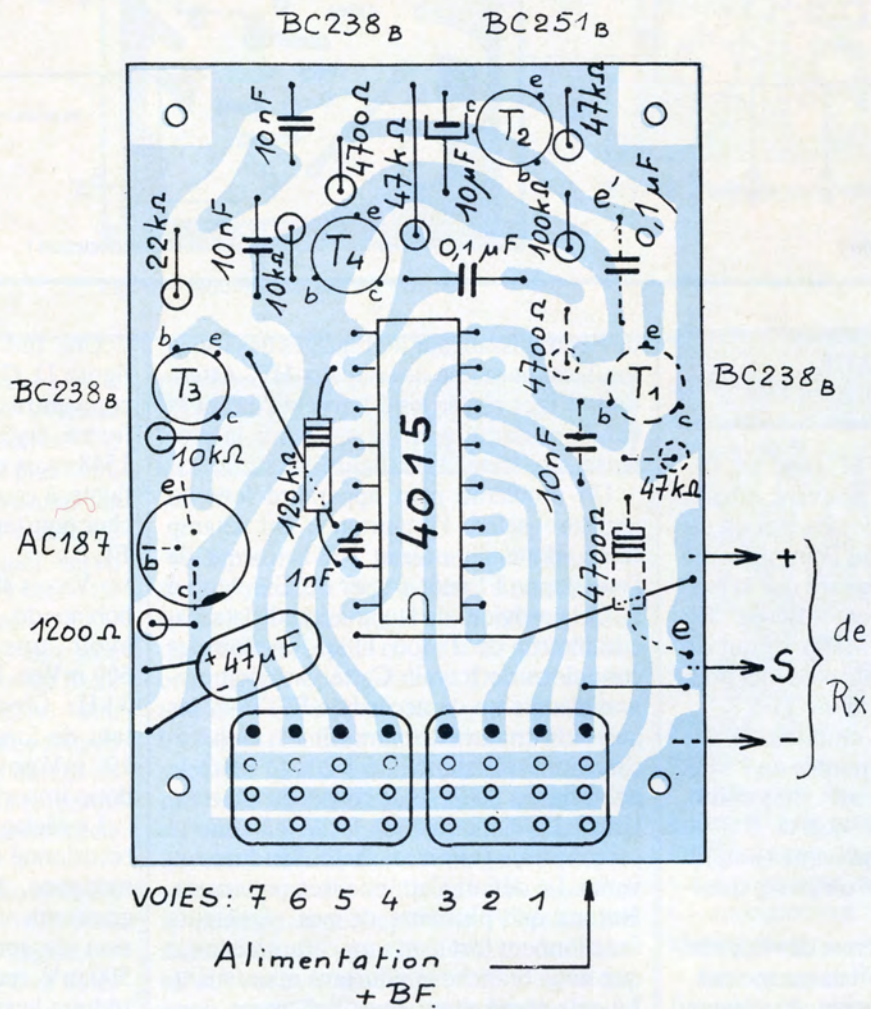 BC238B BC251B
10nF
4700Ω
47kΩ
10µF
c
e
T2
b
47kΩ
22kΩ
10nF
10kΩ
e
T4
b
c
0,1µF
100kΩ
e'
0,1µF
b
e
T3
c
BC238B
10kΩ
120kΩ
1nF
4015
4700Ω
e
T1
b
c
BC238B
10nF
47kΩ
4700Ω
AC187
e
b
c
1200Ω
+
47µF
-
e
+
S
-
de
Rx
VOIES: 7 6 5 4 3 2 1
Alimentation
+ BF.